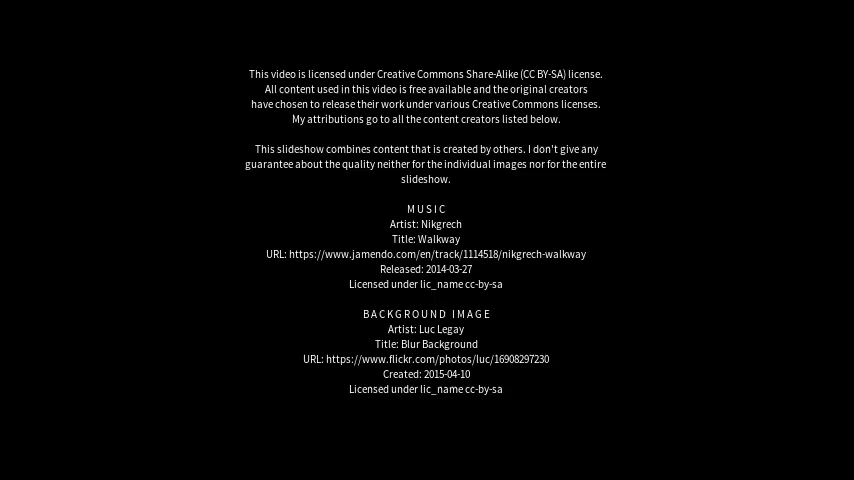 This video is licensed under Creative Commons Share-Alike (CC BY-SA) license.
All content used in this video is free available and the original creators
have chosen to release their work under various Creative Commons licenses.
My attributions go to all the content creators listed below.
This slideshow combines content that is created by others. I don't give any
guarantee about the quality neither for the individual images nor for the entire
slideshow.
MUSIC
Artist: Nikgrech
Title: Walkway
URL: https://www.jamendo.com/en/track/1114518/nikgrech-walkway
Released: 2014-03-27
Licensed under lic_name cc-by-sa
BACKGROUND IMAGE
Artist: Luc Legay
Title: Blur Background
URL: https://www.flickr.com/photos/luc/16908297230
Created: 2015-04-10
Licensed under lic_name cc-by-sa